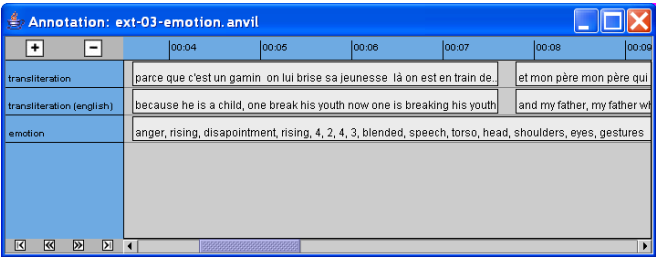 Annotation: ext-03-emotion.anvil
+ - 00:04 00:05 00:06 00:07 00:08 00:09
transliteration parce que c'est un gamin on lui brise sa jeunesse là on est en train de.. et mon père mon père qui
transliteration (english) because he is a child, one break his youth now one is breaking his youth and my father, my father wh
emotion anger, rising, disapointment, rising, 4, 2, 4, 3, blended, speech, torso, head, shoulders, eyes, gestures